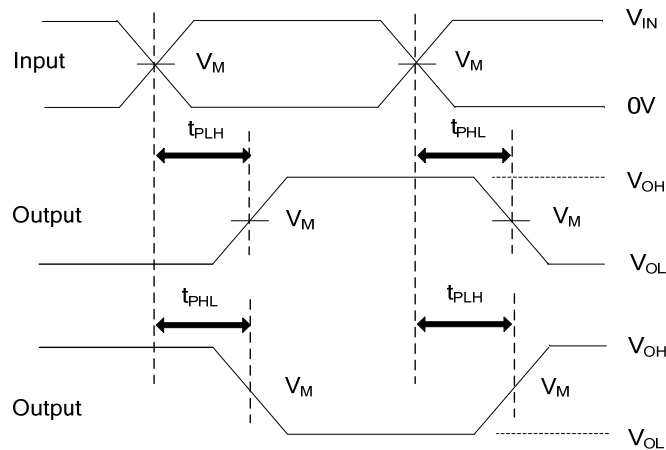 V_IN
Input V_M V_M
0V
t_PLH t_PHL
V_OH
Output V_M V_M
V_OL
t_PHL t_PLH
V_OH
V_M V_M
Output
V_OL